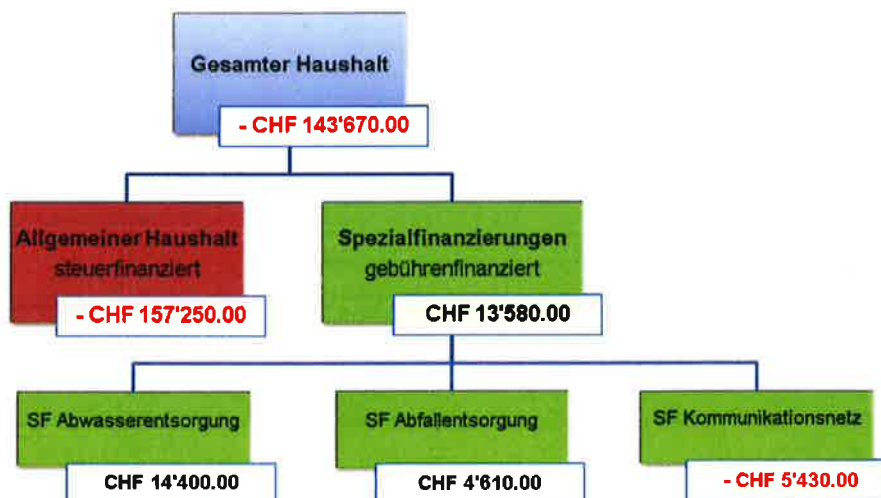 Gesamter Haushalt
- CHF 143'670.00
Allgemeiner Haushalt
steuerfinanziert
- CHF 157'250.00
Spezialfinanzierungen
gebührenfinanziert
CHF 13'580.00
SF Abwasserentsorgung
CHF 14'400.00
SF Abfallentsorgung
CHF 4'610.00
SF Kommunikationsnetz
- CHF 5'430.00